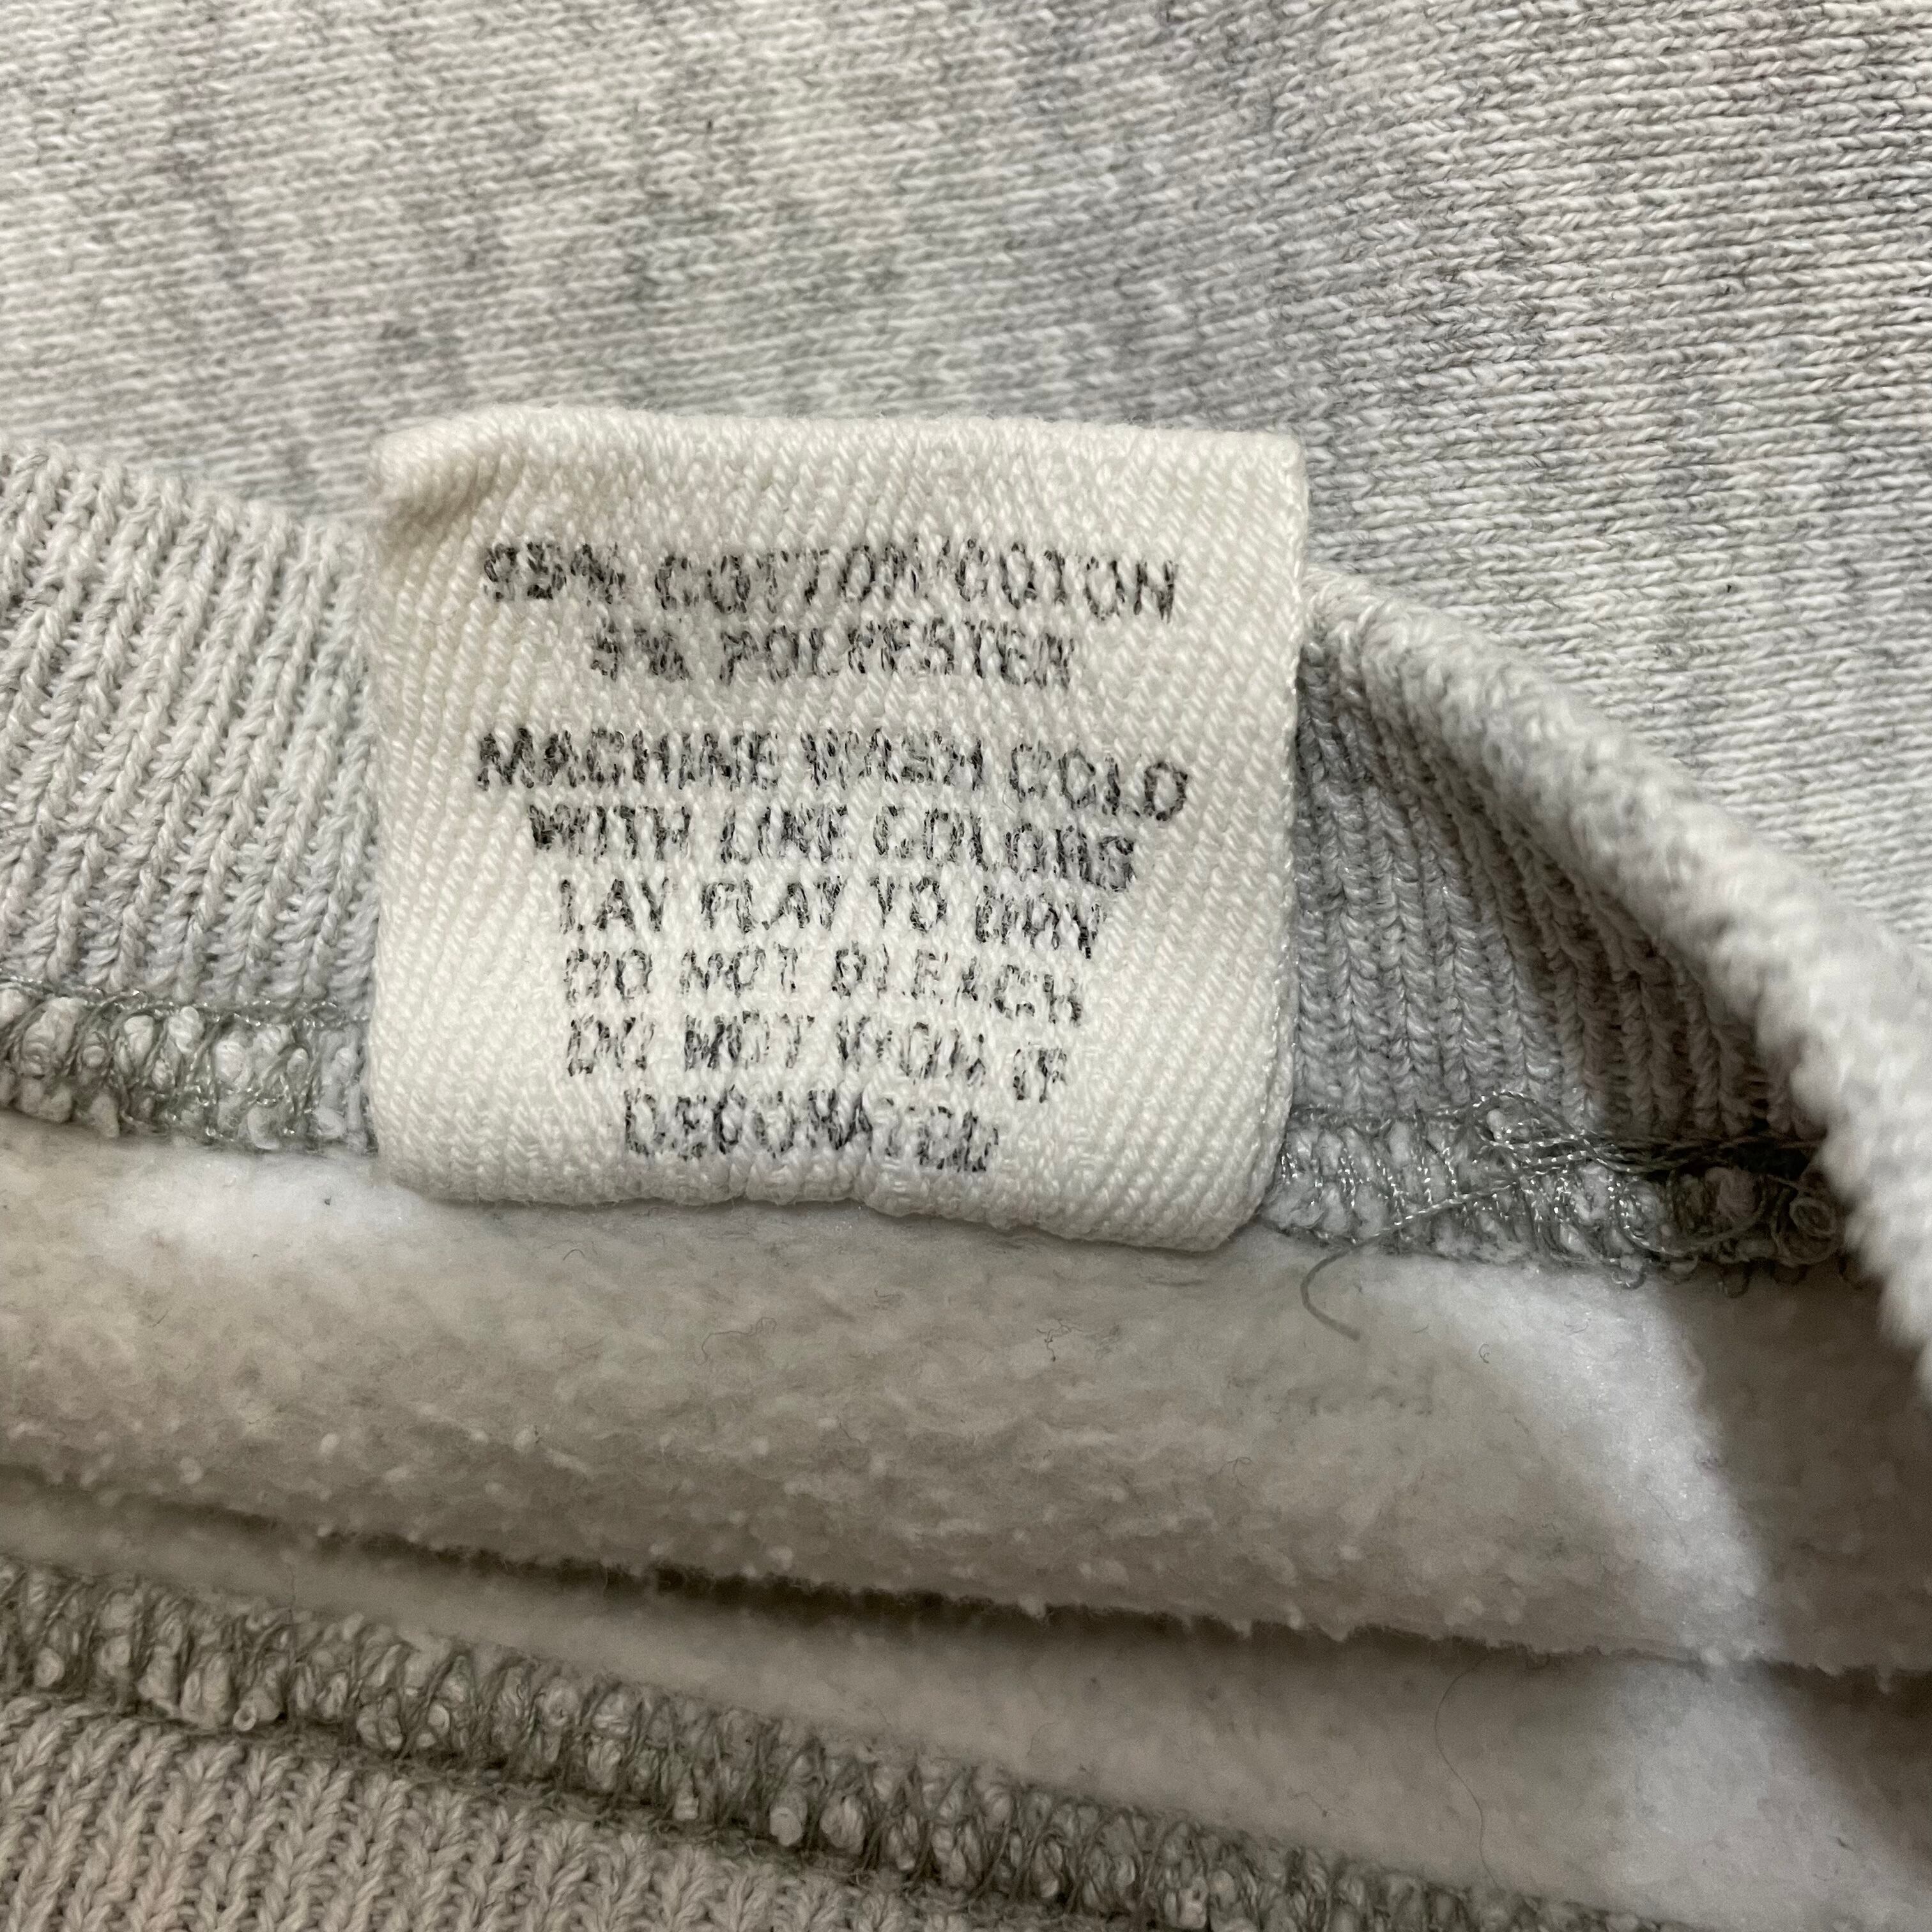 95% COTTON/COTON
5% POLYESTER
MACHINE WASH COLD
WITH LIKE COLORS
LAY FLAT TO DRY
DO NOT BLEACH
DO NOT IRON IF
DECORATED